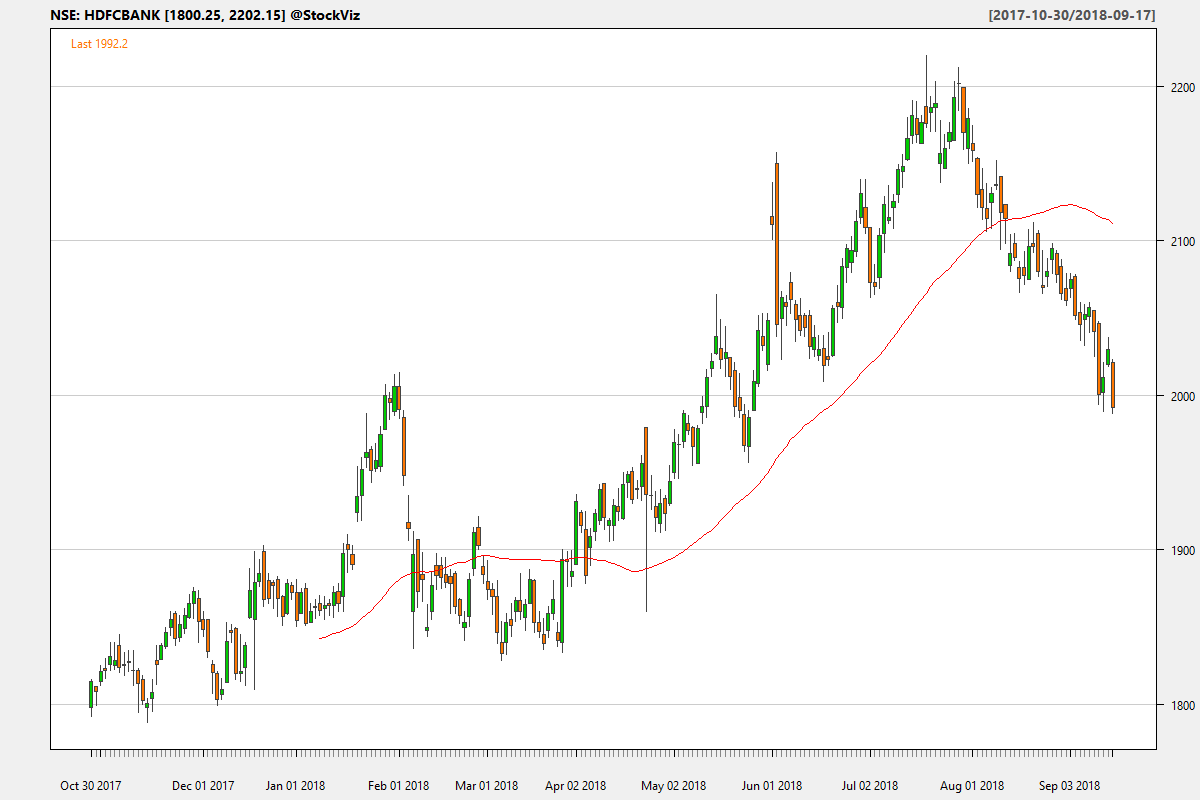 NSE: HDFCBANK [1800.25, 2202.15] @StockViz [2017-10-30/2018-09-17]
Last 1992.2
2200
2100
2000
1900
1800
Oct 30 2017 Dec 01 2017 Jan 01 2018 Feb 01 2018 Mar 01 2018 Apr 02 2018 May 02 2018 Jun 01 2018 Jul 02 2018 Aug 01 2018 Sep 03 2018